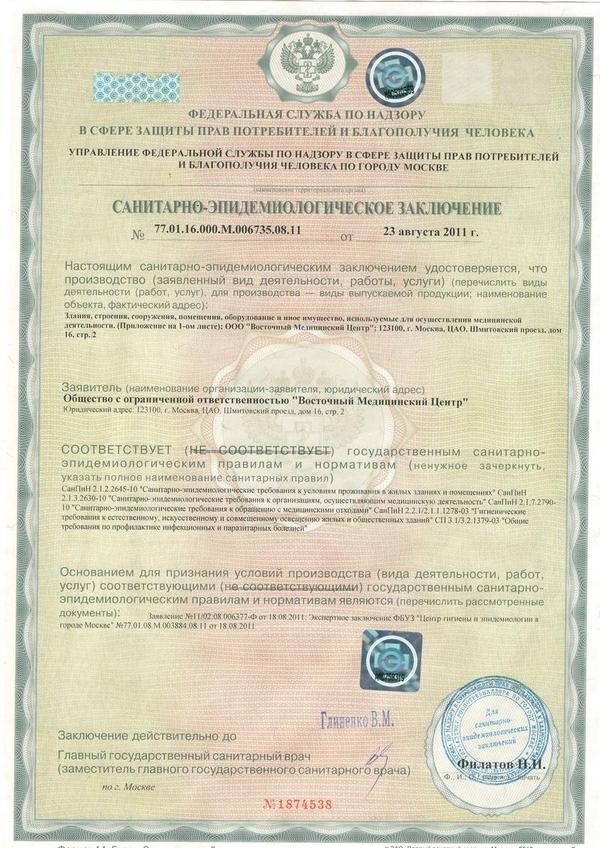 ФЕДЕРАЛЬНАЯ СЛУЖБА ПО НАДЗОРУ
В СФЕРЕ ЗАЩИТЫ ПРАВ ПОТРЕБИТЕЛЕЙ И БЛАГОПОЛУЧИЯ ЧЕЛОВЕКА
УПРАВЛЕНИЕ ФЕДЕРАЛЬНОЙ СЛУЖБЫ ПО НАДЗОРУ В СФЕРЕ ЗАЩИТЫ ПРАВ ПОТРЕБИТЕЛЕЙ
И БЛАГОПОЛУЧИЯ ЧЕЛОВЕКА ПО ГОРОДУ МОСКВЕ
(наименование территориального органа)
САНИТАРНО-ЭПИДЕМИОЛОГИЧЕСКОЕ ЗАКЛЮЧЕНИЕ
№ 77.01.16.000.М.006735.08.11 от 23 августа 2011 г.
Настоящим санитарно-эпидемиологическим заключением удостоверяется, что
производство (заявленный вид деятельности, работы, услуги) (перечислить виды
деятельности (работ, услуг), для производства — виды выпускаемой продукции; наименование
объекта, фактический адрес):
Здания, строения, сооружения, помещения, оборудование и иное имущество, используемые для осуществления медицинской
деятельности. (Приложение на 1-ом листе): ООО "Восточный Медицинский Центр"; 123100, г. Москва, ЦАО, Шмитовский проезд, дом
16, стр.2
Заявитель (наименование организации-заявителя, юридический адрес)
Общество с ограниченной ответственностью "Восточный Медицинский Центр"
Юридический адрес: 123100, г. Москва, ЦАО, Шмитовский проезд, дом 16, стр. 2
СООТВЕТСТВУЕТ (НЕ СООТВЕТСТВУЕТ) государственным санитарно-
эпидемиологическим правилам и нормативам (ненужное зачеркнуть,
указать полное наименование санитарных правил)
СанПиН 2.1.2.2645-10 "Санитарно-эпидемиологические требования к условиям проживания в жилых зданиях и помещениях" СанПиН
2.1.3.2630-10 "Санитарно-эпидемиологические требования к организациям, осуществляющим медицинскую деятельность" СанПиН 2.1.7.2790-
10 "Санитарно-эпидемиологические требования к обращению с медицинскими отходами" СанПиН 2.2.1/2.1.1.1278-03 "Гигиенические
требования к естественному, искусственному и совмещенному освещению жилых и общественных зданий" СП 3.1/3.2.1379-03 "Общие
требования по профилактике инфекционных и паразитарных болезней"
Основанием для признания условий производства (вида деятельности, работ,
услуг) соответствующими (не соответствующими) государственным санитарно-
эпидемиологическим правилам и нормативам являются (перечислить рассмотренные
документы):
Заявление №11/02/08 006377-Ф от 18.08.2011. Экспертное заключение ФБУЗ "Центр гигиены и эпидемиологии в
городе Москве" №77.01.08.М.003884.08.11 от 18.08.2011
Глиненко В.М.
Заключение действительно до
Главный государственный санитарный врач
(заместитель главного государственного санитарного врача)
по г. Москве
Для
санитарно-
эпидемиологических
заключений
Филатов Н.Н.
№1874538